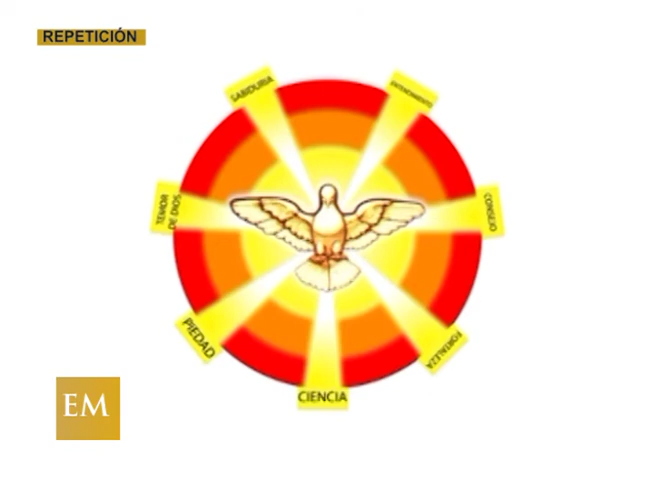 REPETICIÓN
SABIDURIA
ENTENDIMIENTO
TEMOR
DE DIOS
CONSEJO
PIEDAD
FORTALEZA
CIENCIA
EM